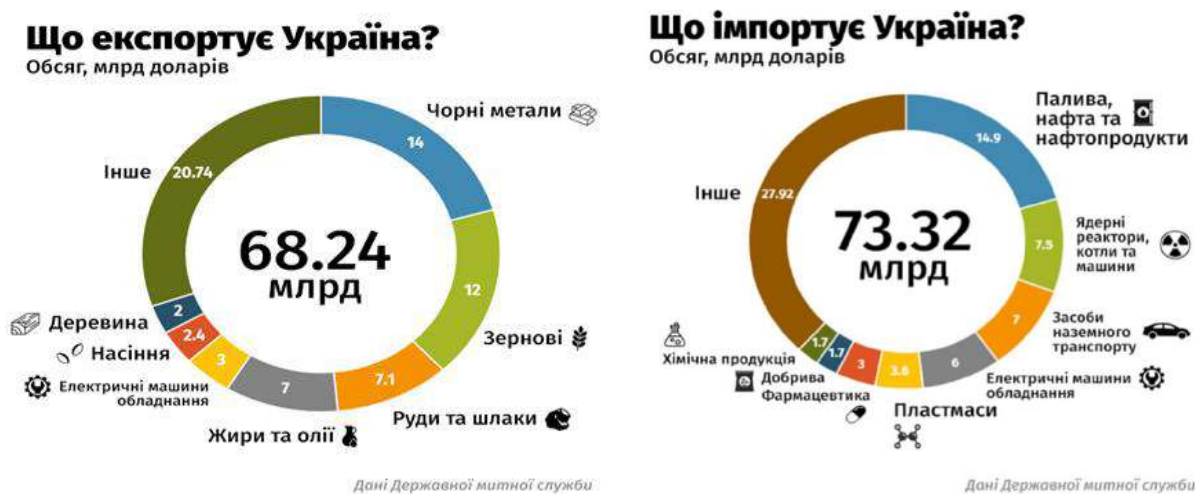 Що експортує Україна?
Обсяг, млрд доларів
Чорні метали
14
Інше
20.74
68.24
млрд
12
Зернові
2
Деревина
2.4
Насіння
3
Електричні машини
обладнання
7
Жири та олії
7.1
Руди та шлаки
Дані Державної митної служби
Що імпортує Україна?
Обсяг, млрд доларів
Палива,
нафта та
нафтопродукти
14.9
Інше
27.92
73.32
млрд
7.5
Ядерні
реактори,
котли та
машини
7
Засоби
наземного
транспорту
6
Електричні машини
обладнання
3.6
Пластмаси
3
Фармацевтика
1.7
Добрива
1.7
Хімічна продукція
Дані Державної митної служби